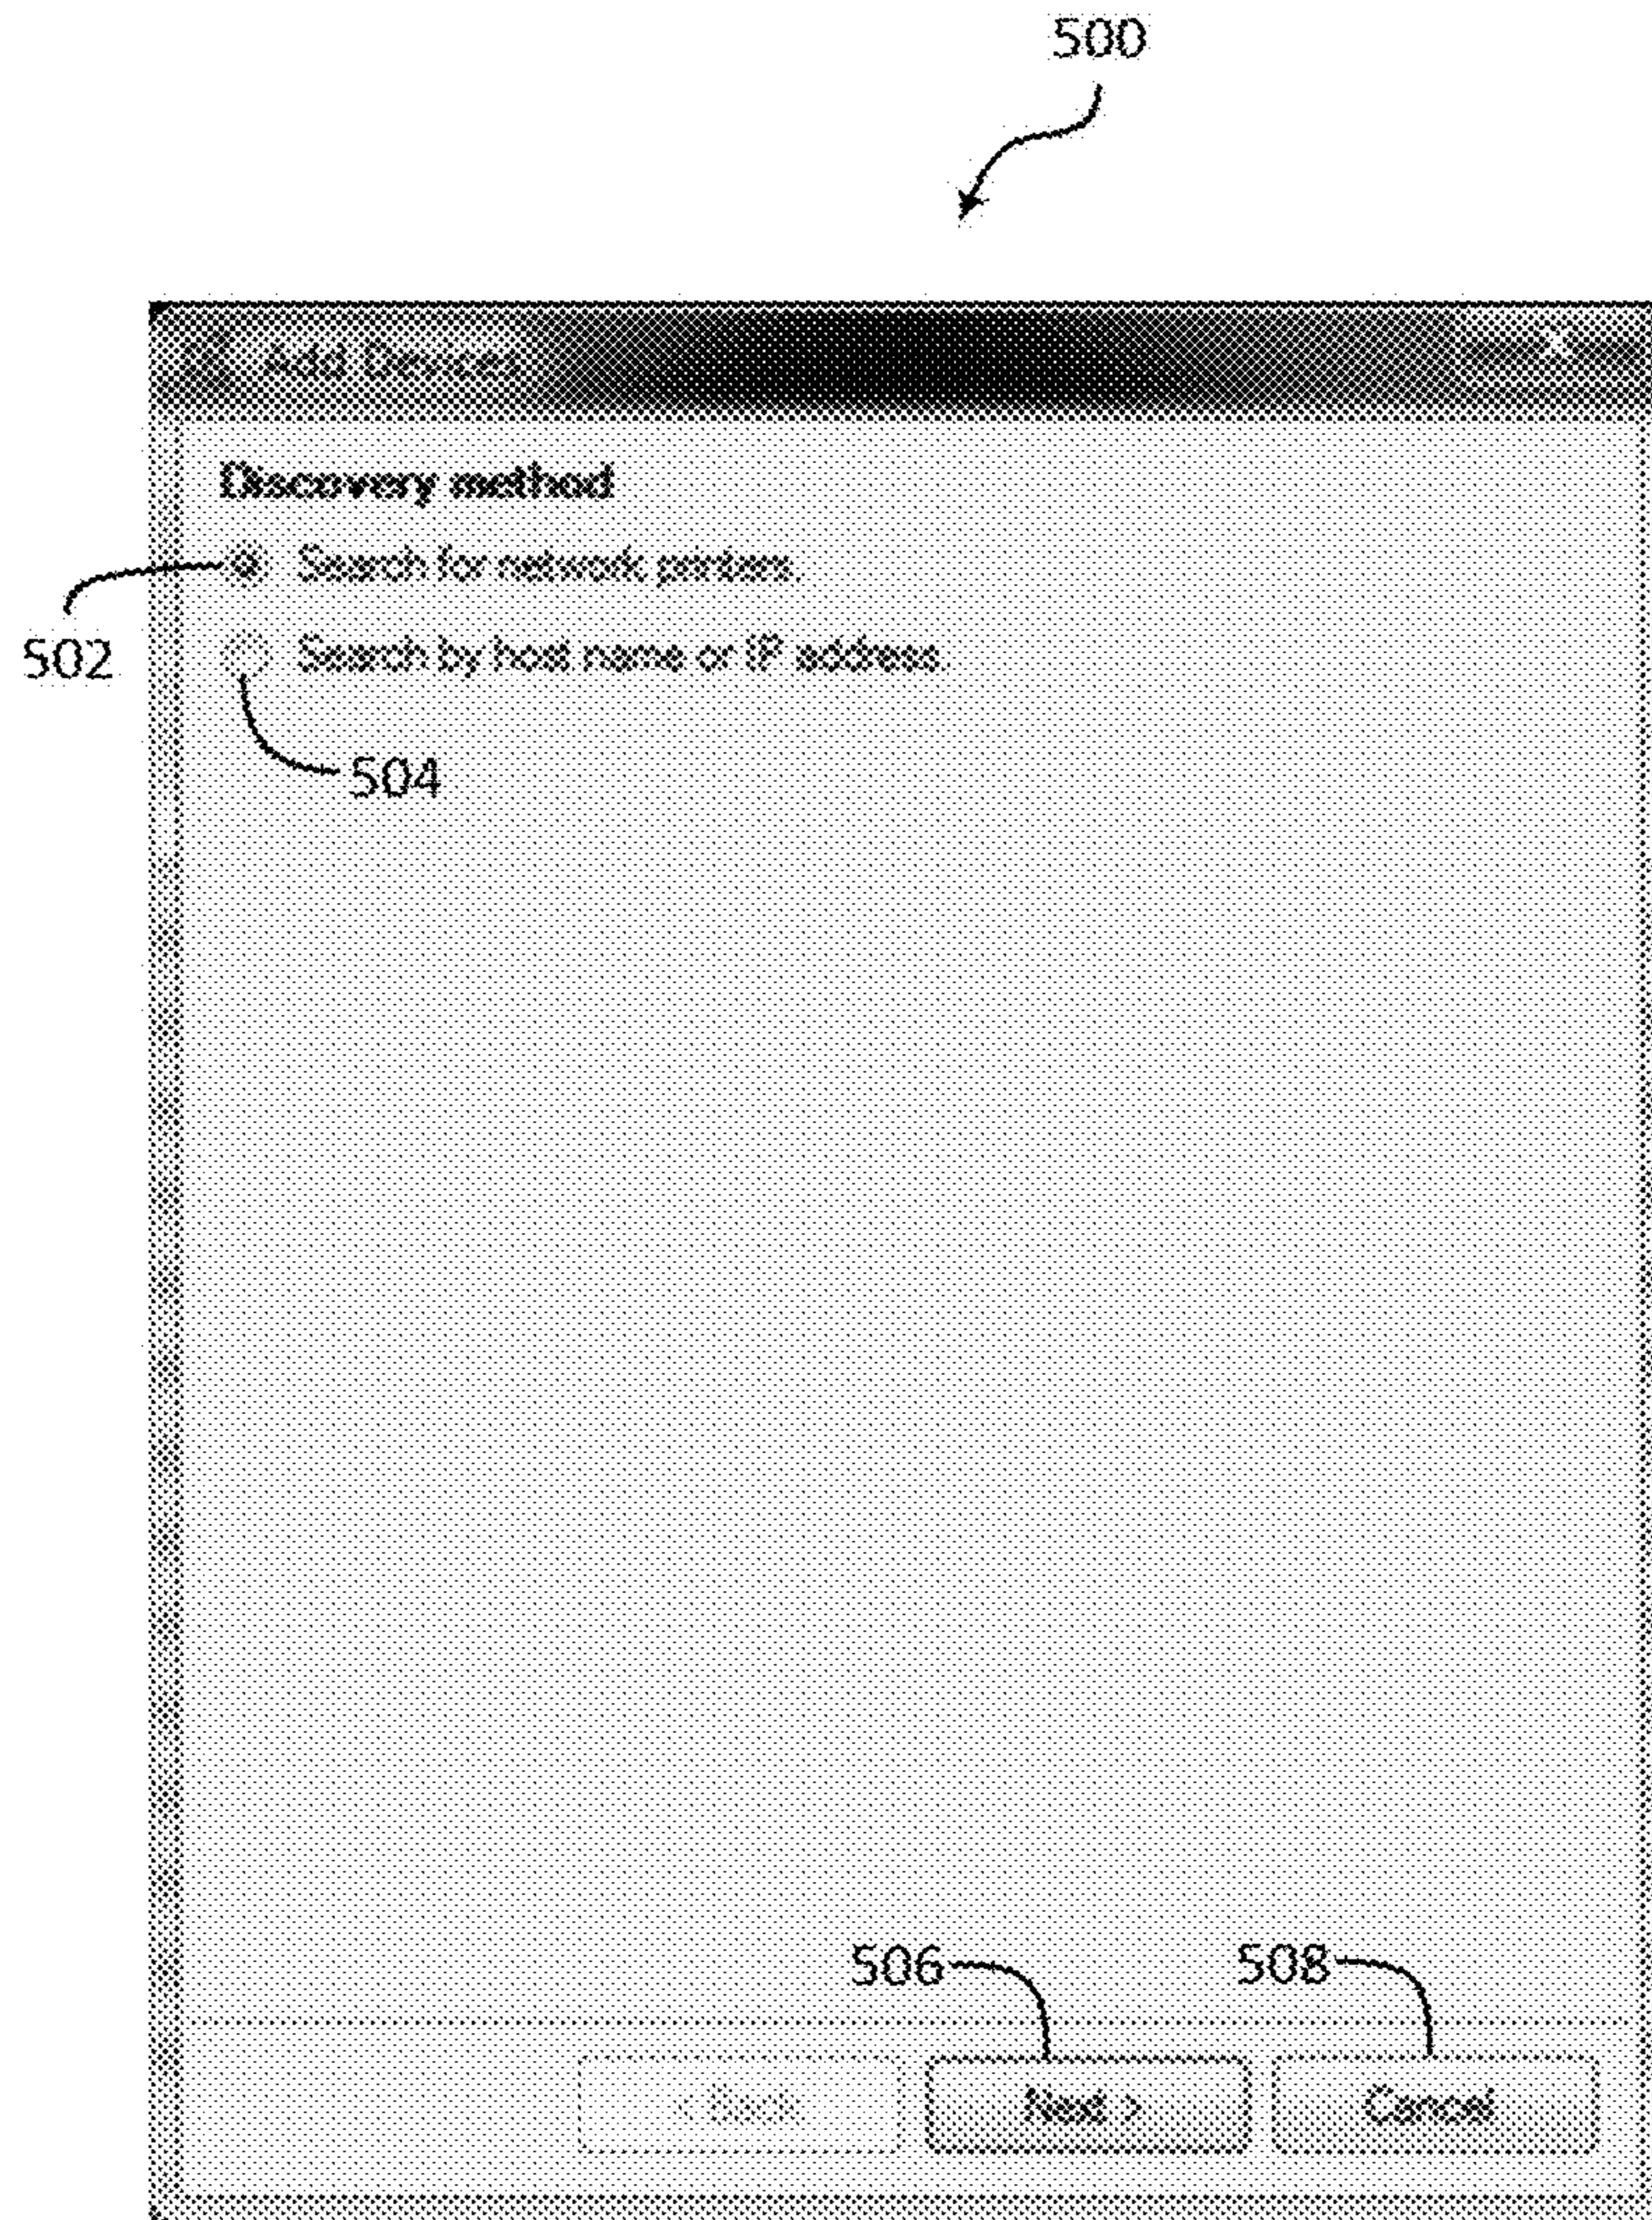 500
Add Devices
Discovery method
Search for network printers.
502
Search by host name or IP address.
504
506
508
< Back
Next >
Cancel